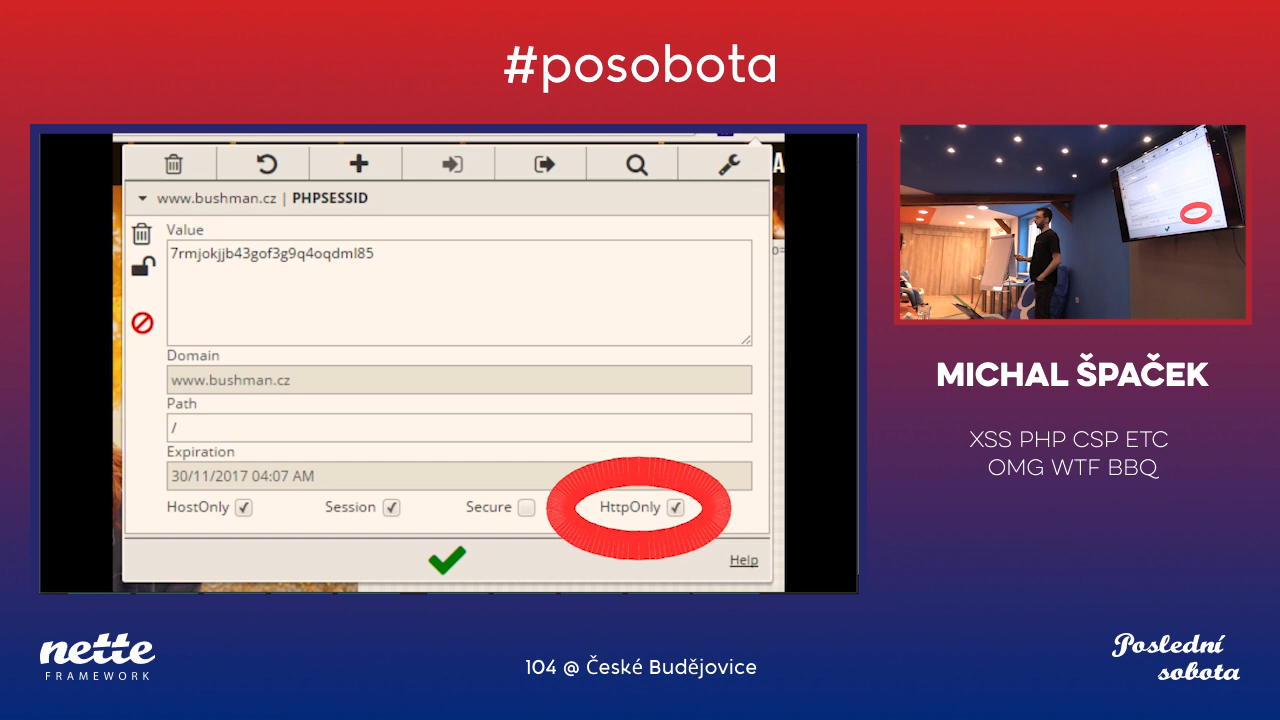 #posobota
www.bushman.cz | PHPSESSID
Value
7rmjokjjb43gof3g9q4oqdml85
Domain
www.bushman.cz
Path
/
Expiration
30/11/2017 04:07 AM
HostOnly
Session
Secure
HttpOnly
Help
MICHAL ŠPAČEK
XSS PHP CSP ETC
OMG WTF BBQ
nette
FRAMEWORK
104 @ České Budějovice
Poslední
sobota